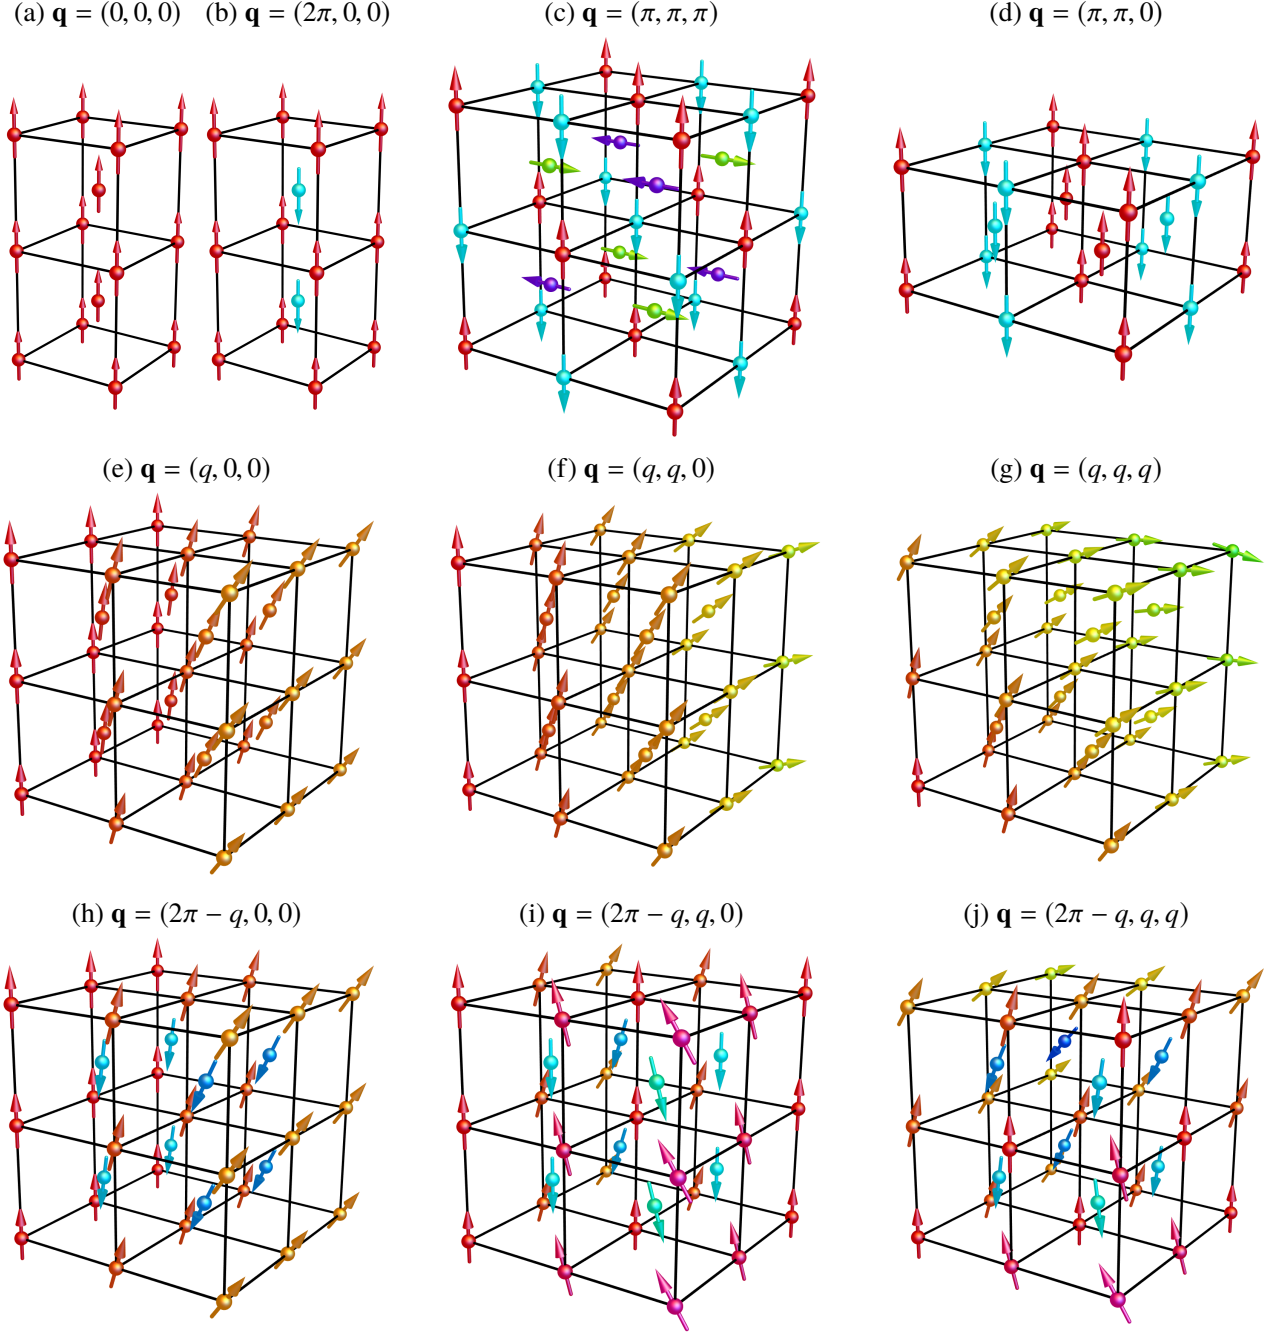 (a) q = (0, 0, 0)
(b) q = (2π, 0, 0)
(c) q = (π, π, π)
(d) q = (π, π, 0)
(e) q = (q, 0, 0)
(f) q = (q, q, 0)
(g) q = (q, q, q)
(h) q = (2π − q, 0, 0)
(i) q = (2π − q, q, 0)
(j) q = (2π − q, q, q)